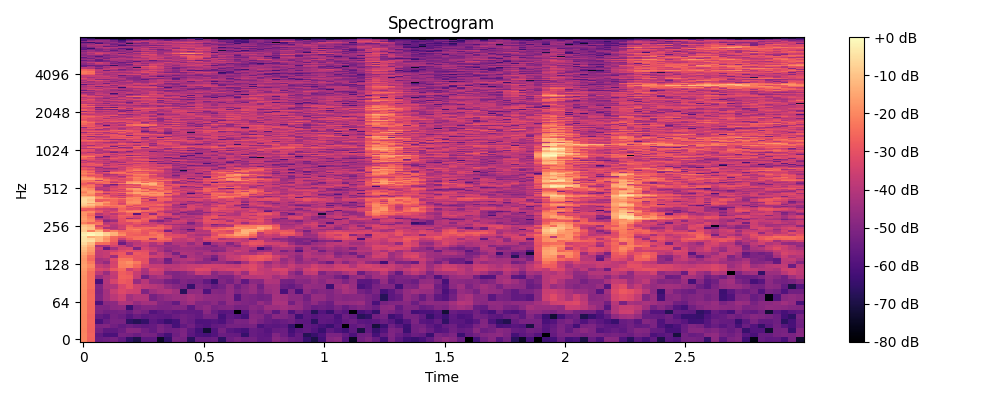 Spectrogram
Hz
4096
2048
1024
512
256
128
64
0
0
0.5
1
1.5
2
2.5
Time
+0 dB
-10 dB
-20 dB
-30 dB
-40 dB
-50 dB
-60 dB
-70 dB
-80 dB